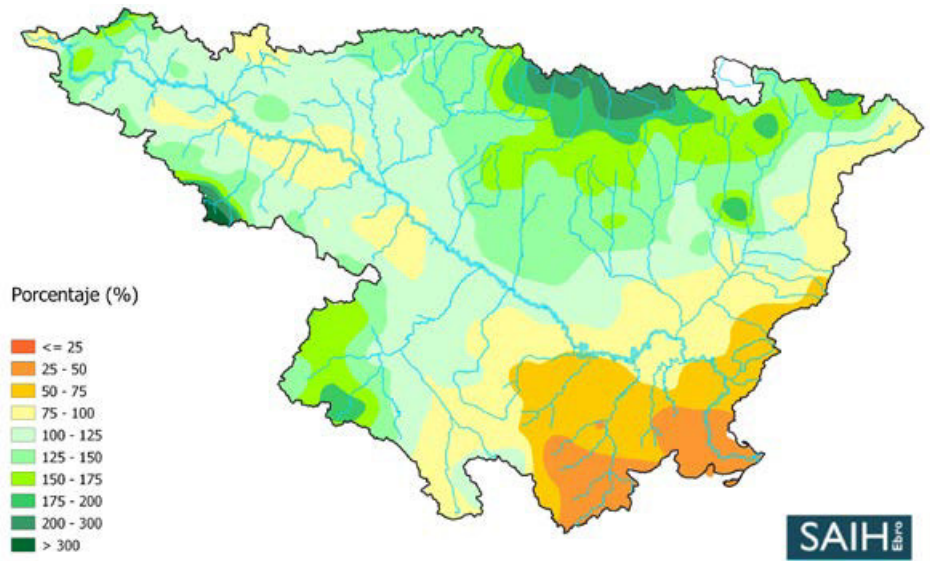 Porcentaje (%)
<= 25
25 - 50
50 - 75
75 - 100
100 - 125
125 - 150
150 - 175
175 - 200
200 - 300
> 300
SAIH Ebro